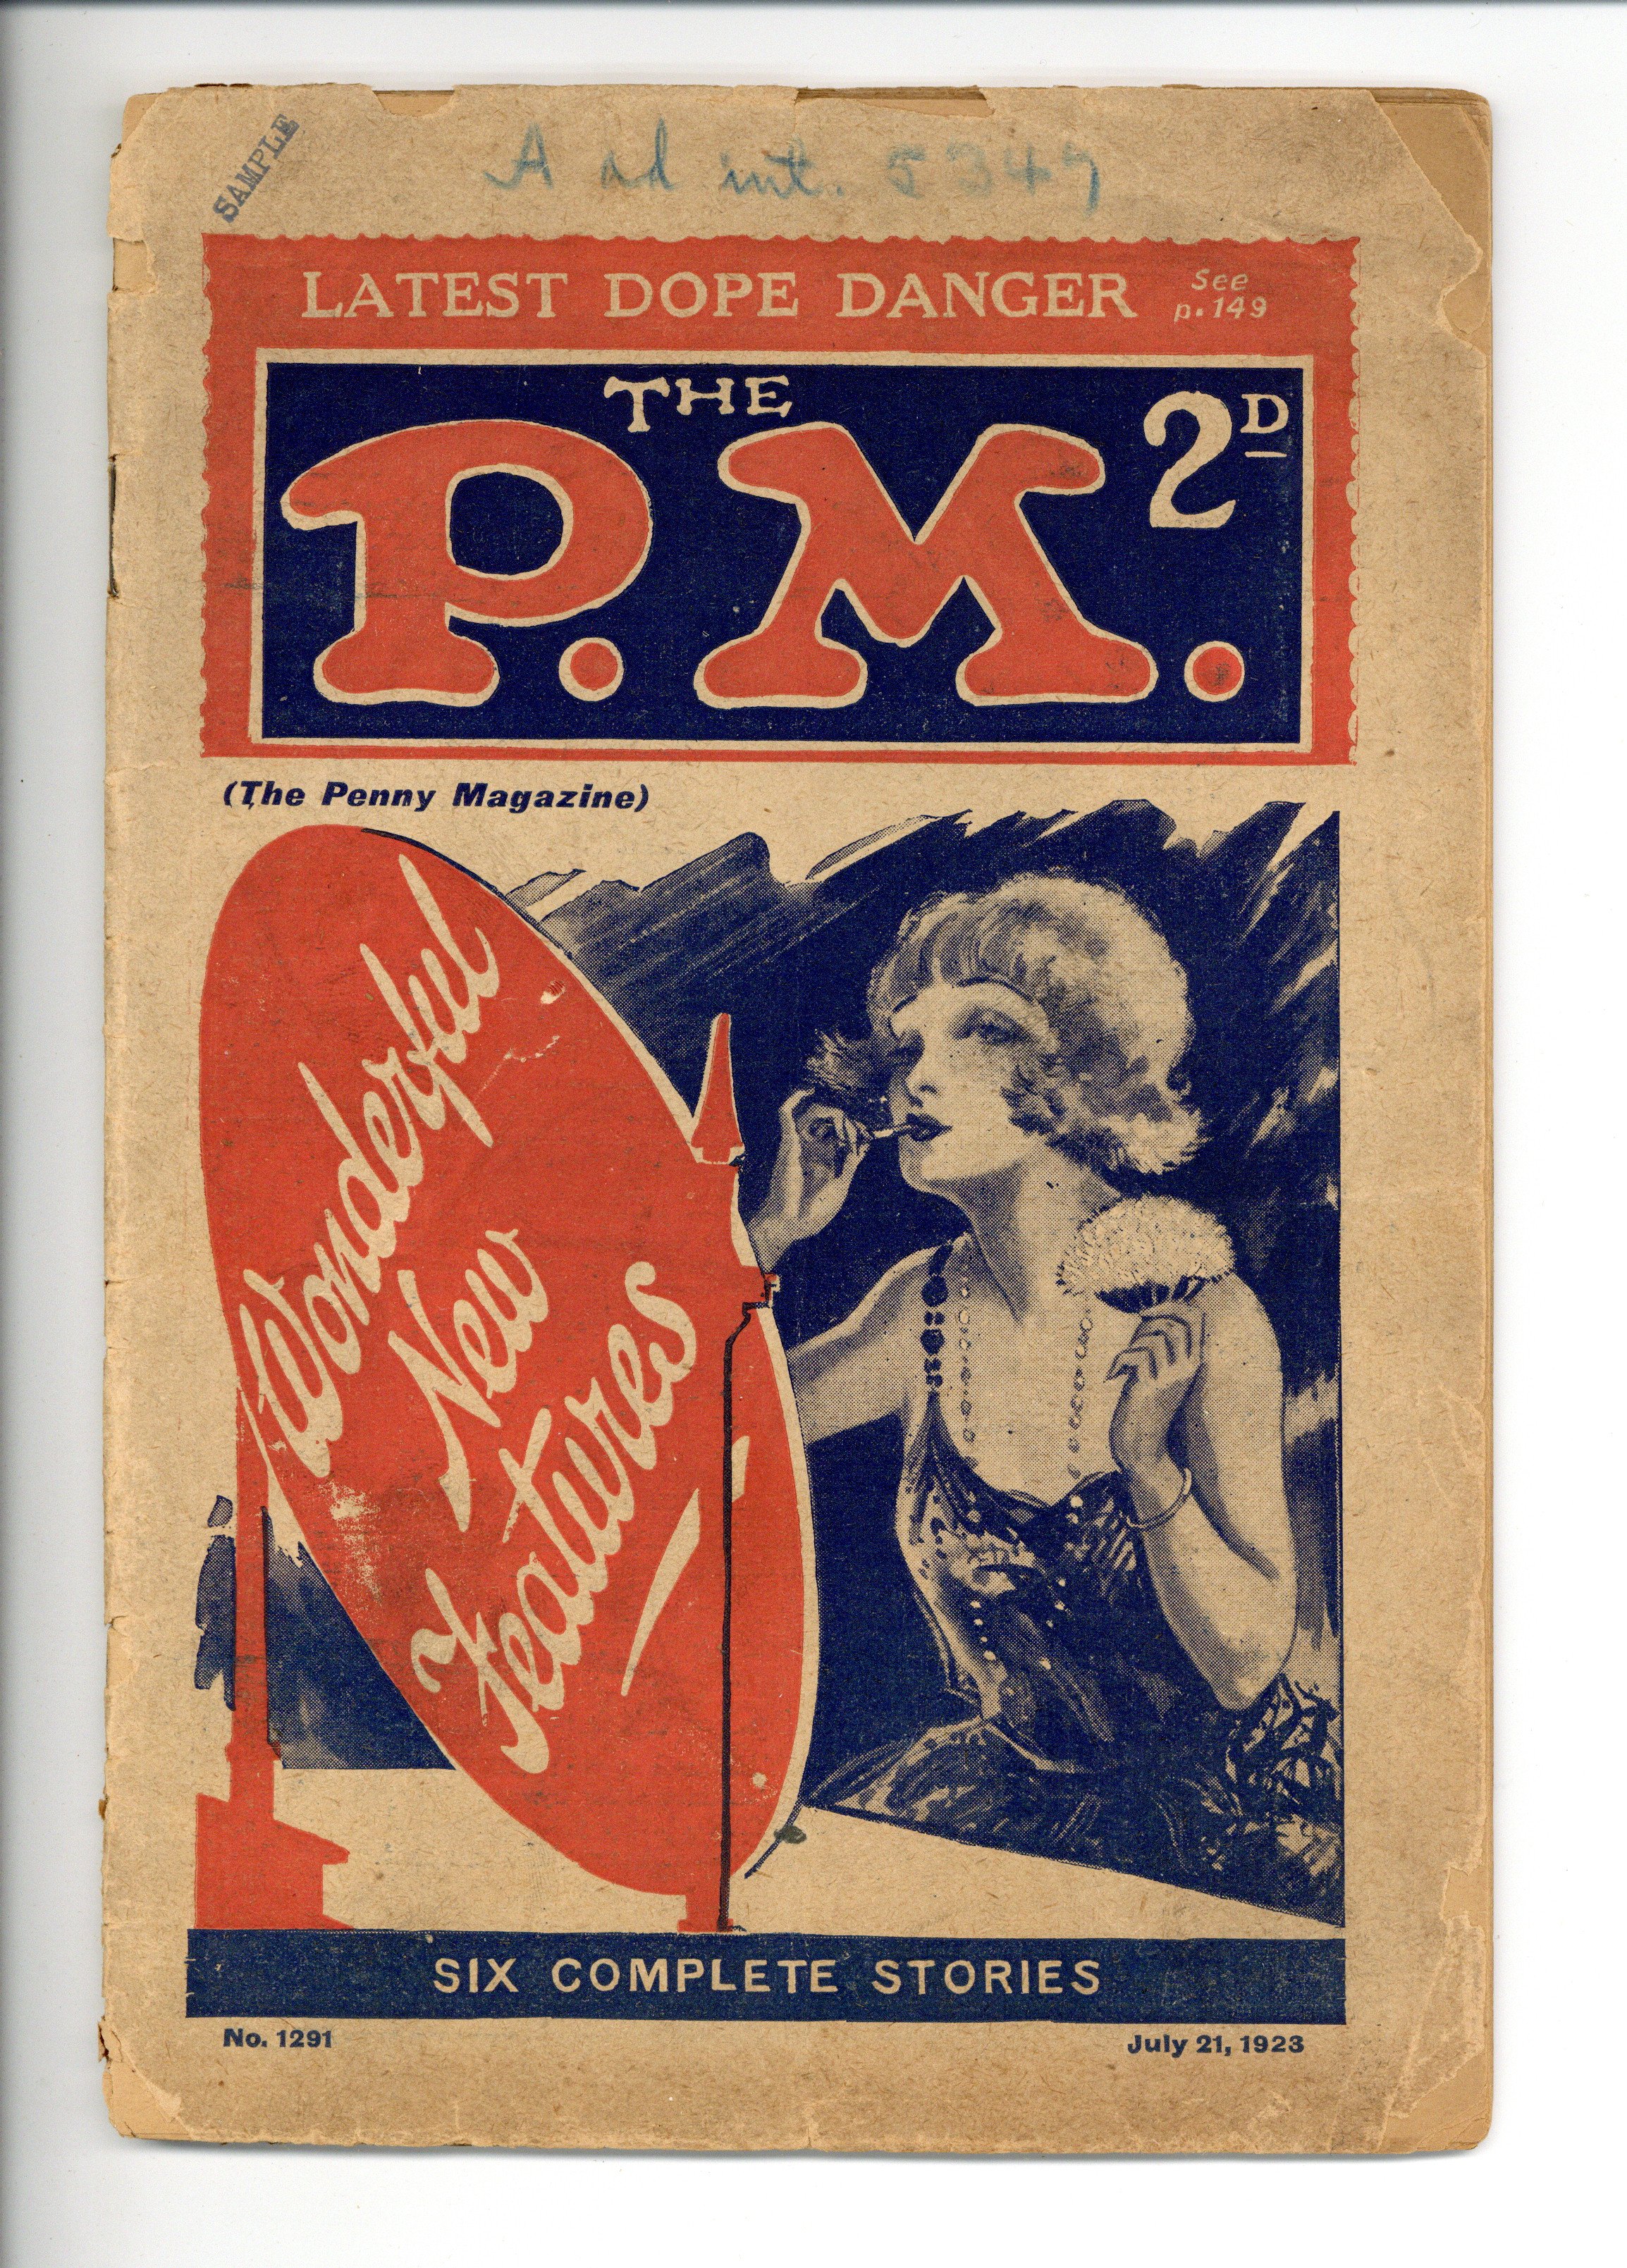 SAMPLE
A ad int. 5349
LATEST DOPE DANGER
See
p. 149
THE
P. M.
2D
(The Penny Magazine)
Wonderful
New
Features
SIX COMPLETE STORIES
No. 1291
July 21, 1923